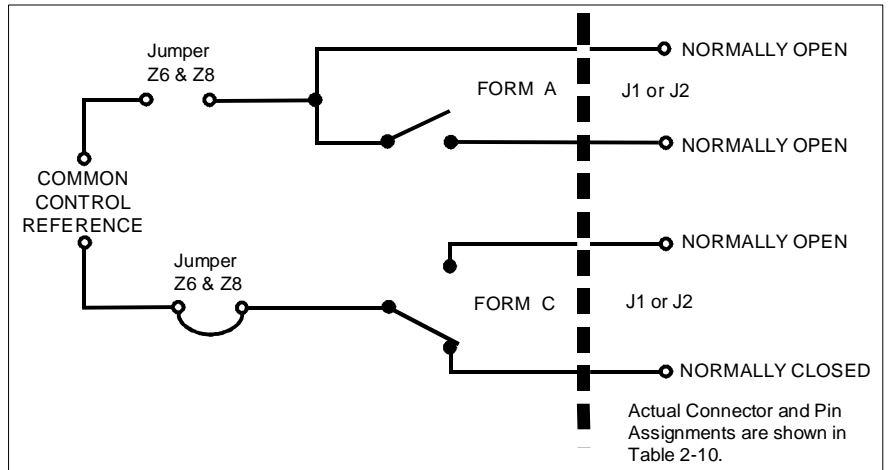 Jumper
Z6 & Z8
NORMALLY OPEN
FORM A
J1 or J2
NORMALLY OPEN
COMMON
CONTROL
REFERENCE
NORMALLY OPEN
Jumper
Z6 & Z8
FORM C
J1 or J2
NORMALLY CLOSED
Actual Connector and Pin
Assignments are shown in
Table 2-10.